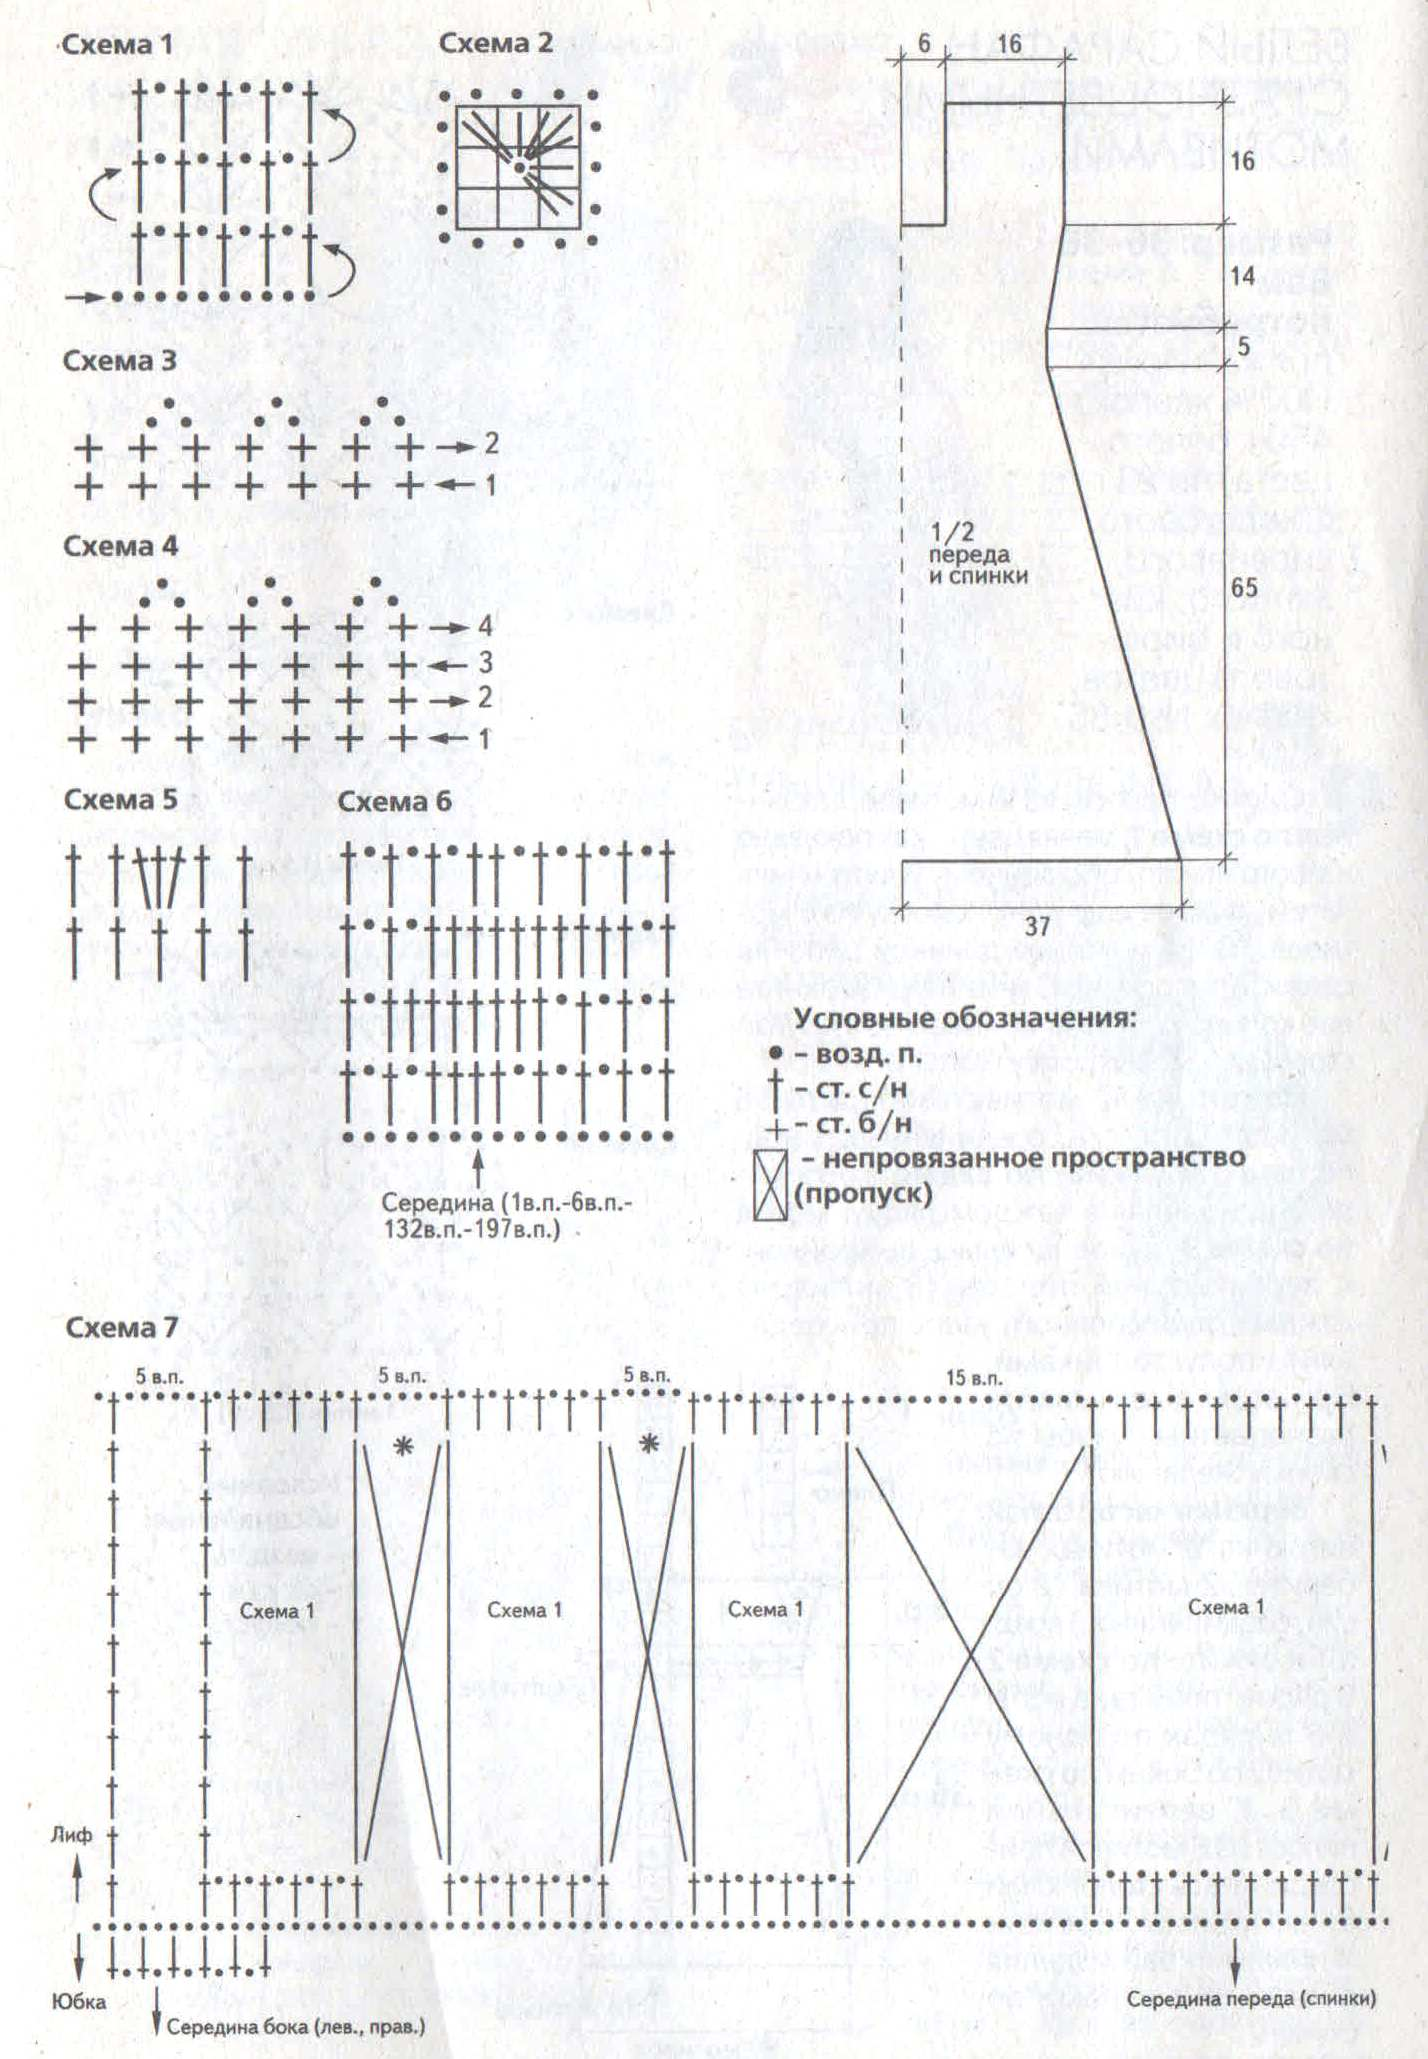 Схема 1
Схема 2
6
16
16
14
5
65
37
1/2
переда
и спинки
Схема 3
2
1
Схема 4
4
3
2
1
Схема 5
Схема 6
Середина (1в.п.-6в.п.-
132в.п.-197в.п.)
Условные обозначения:
– возд. п.
– ст. с/н
– ст. б/н
– непровязанное пространство
(пропуск)
Схема 7
5 в.п.
5 в.п.
5 в.п.
15 в.п.
Схема 1
Схема 1
Схема 1
Схема 1
Лиф
Юбка
Середина бока (лев., прав.)
Середина переда (спинки)